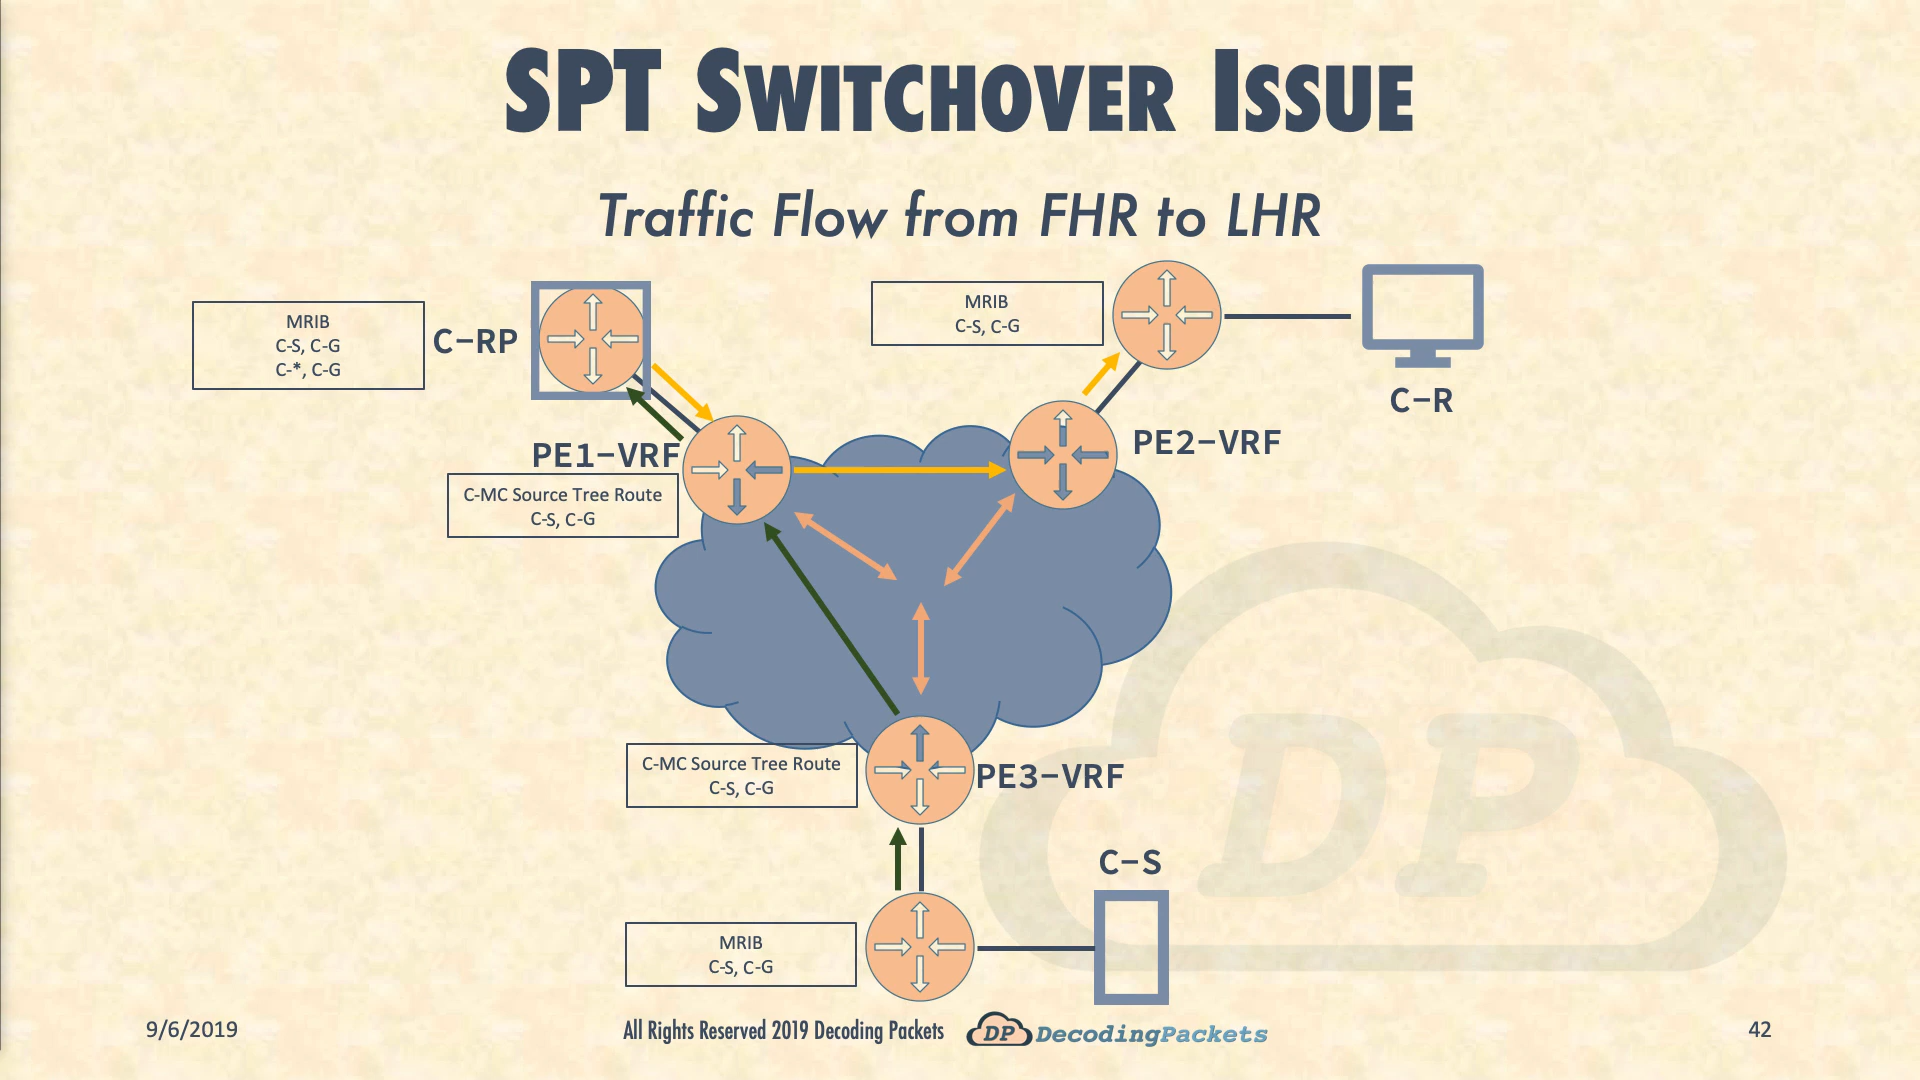 SPT Switchover Issue
Traffic Flow from FHR to LHR
MRIB
C-S, C-G
C-*, C-G
C-RP
MRIB
C-S, C-G
C-R
PE1-VRF
C-MC Source Tree Route
C-S, C-G
PE2-VRF
C-MC Source Tree Route
C-S, C-G
PE3-VRF
C-S
MRIB
C-S, C-G
DP
9/6/2019
All Rights Reserved 2019 Decoding Packets
DP DecodingPackets
42